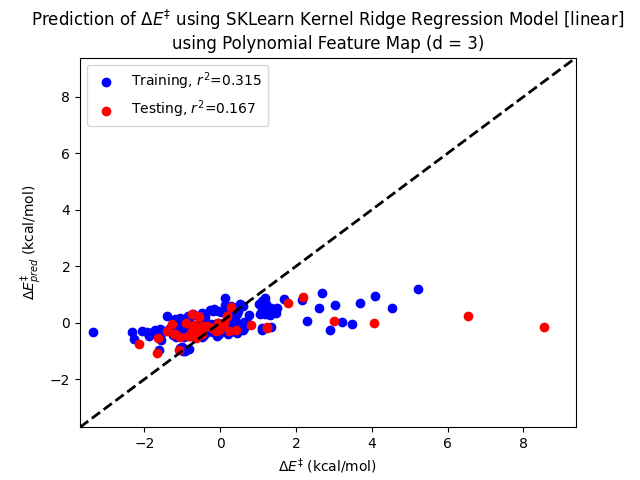 Prediction of ΔE‡ using SKLearn Kernel Ridge Regression Model [linear]
using Polynomial Feature Map (d = 3)
Training, r²=0.315
Testing, r²=0.167
8
6
4
2
0
−2
ΔE‡pred (kcal/mol)
−2 0 2 4 6 8
ΔE‡ (kcal/mol)